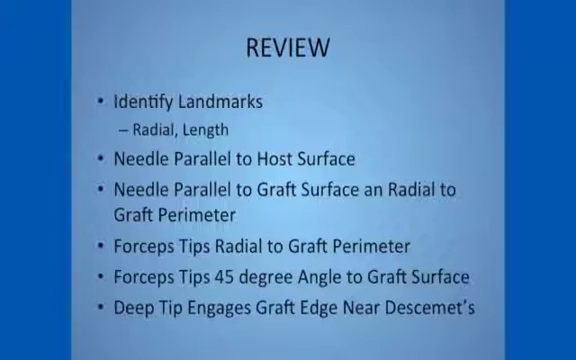 REVIEW
• Identify Landmarks
– Radial, Length
• Needle Parallel to Host Surface
• Needle Parallel to Graft Surface an Radial to
Graft Perimeter
• Forceps Tips Radial to Graft Perimeter
• Forceps Tips 45 degree Angle to Graft Surface
• Deep Tip Engages Graft Edge Near Descemet's